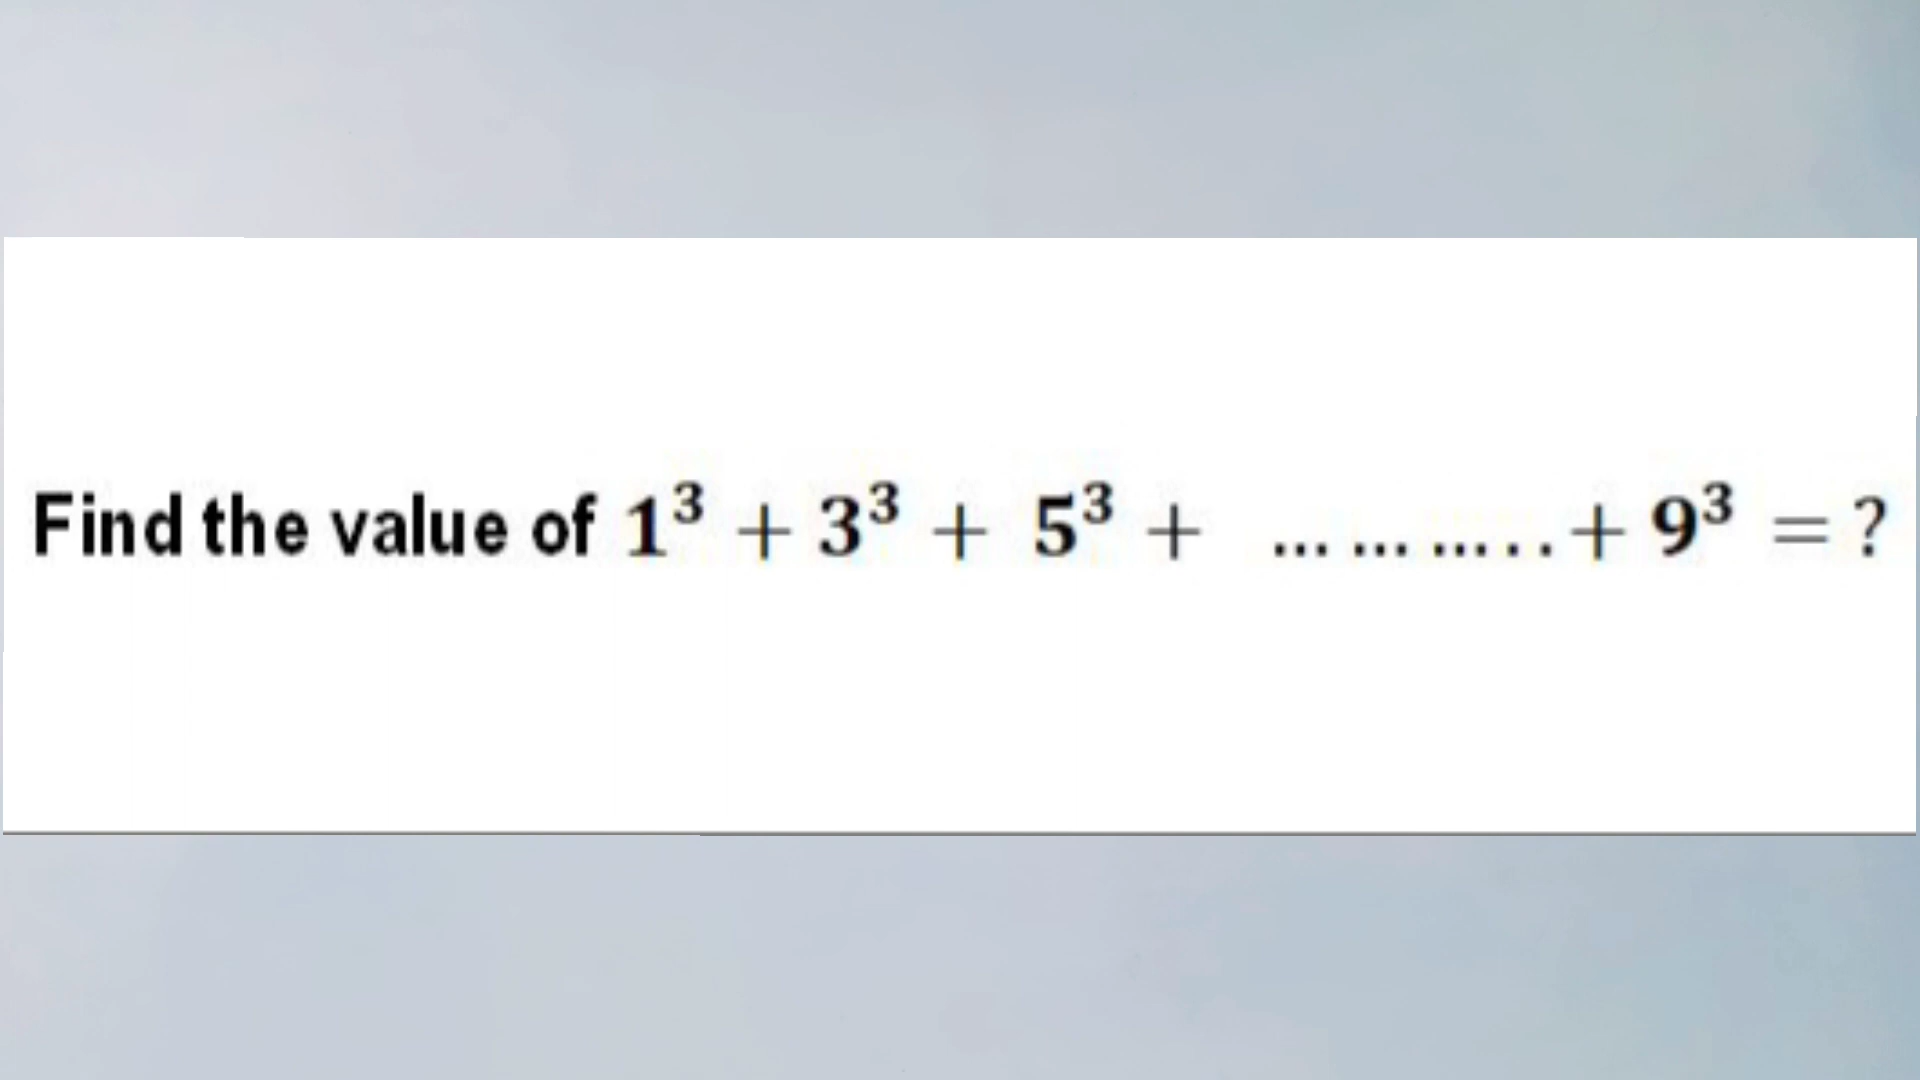 Find the value of 1³ + 3³ + 5³ + … … …. . . + 9³ = ?